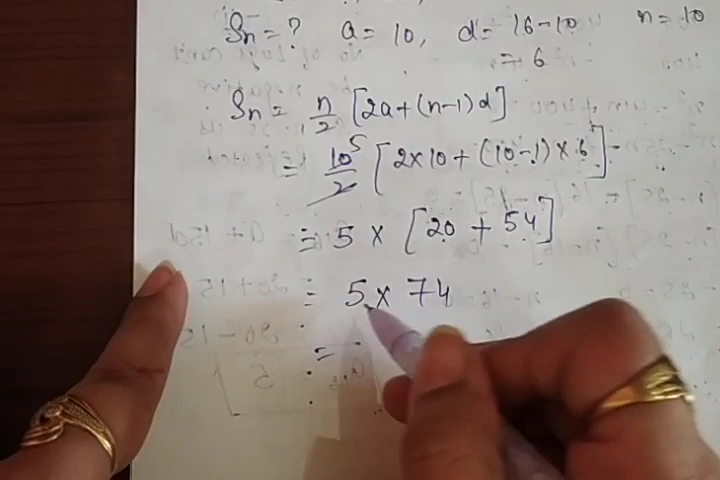 Sn = ? a = 10, d = 16-10 n = 10
= 6
Sn = n/2 [2a+(n-1)d]
= 10/2 5 [2×10+(10-1)×6]
= 5 × [20 + 54]
= 5 × 74
=